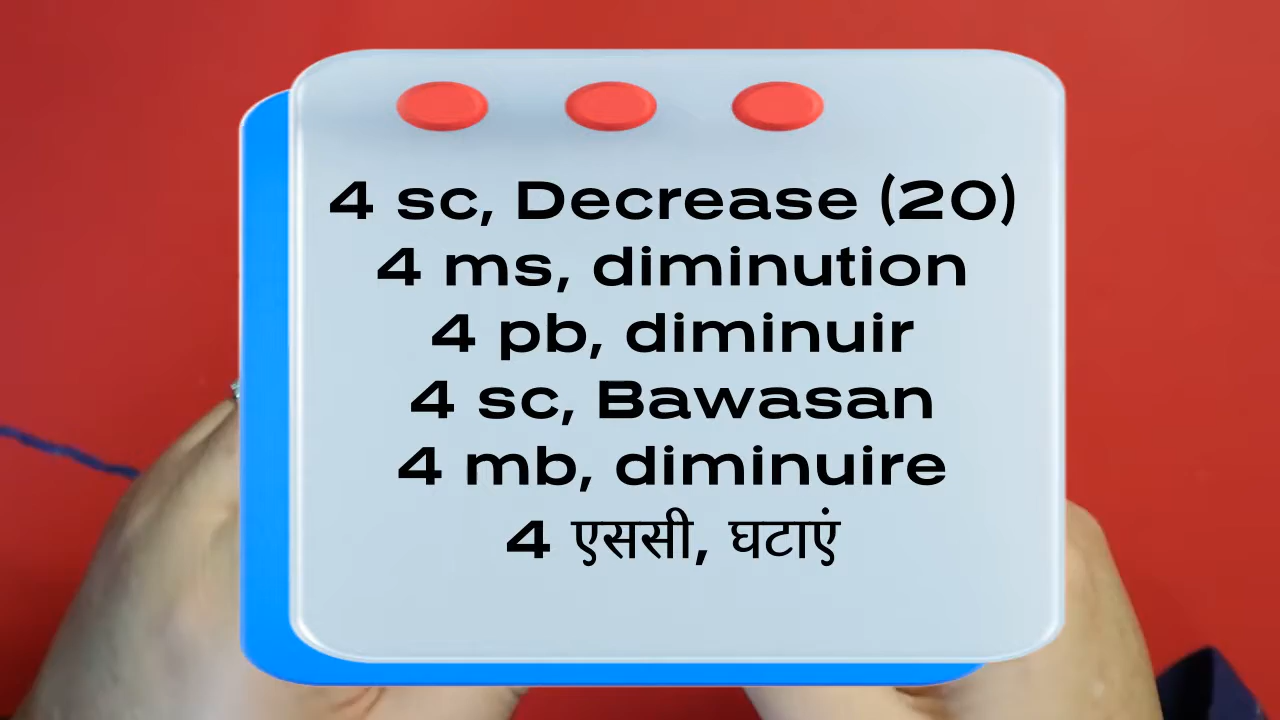 4 sc, Decrease (20)
4 ms, diminution
4 pb, diminuir
4 sc, Bawasan
4 mb, diminuire
4 एससी, घटाएं